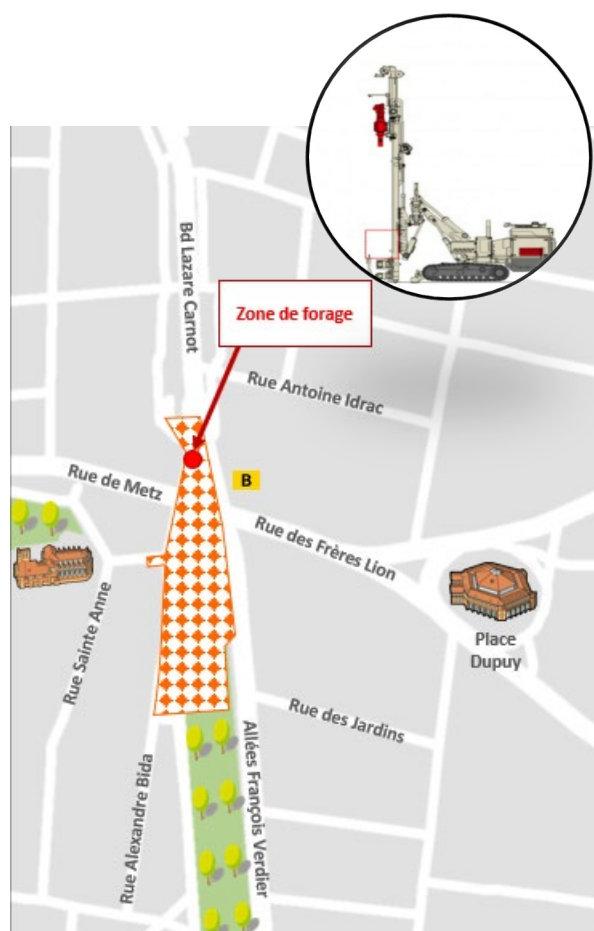 Bd Lazare Carnot
Zone de forage
Rue Antoine Idrac
Rue de Metz
B
Rue des Frères Lion
Rue Sainte Anne
Place
Dupuy
Rue des Jardins
Rue Alexandre Bida
Allées François Verdier